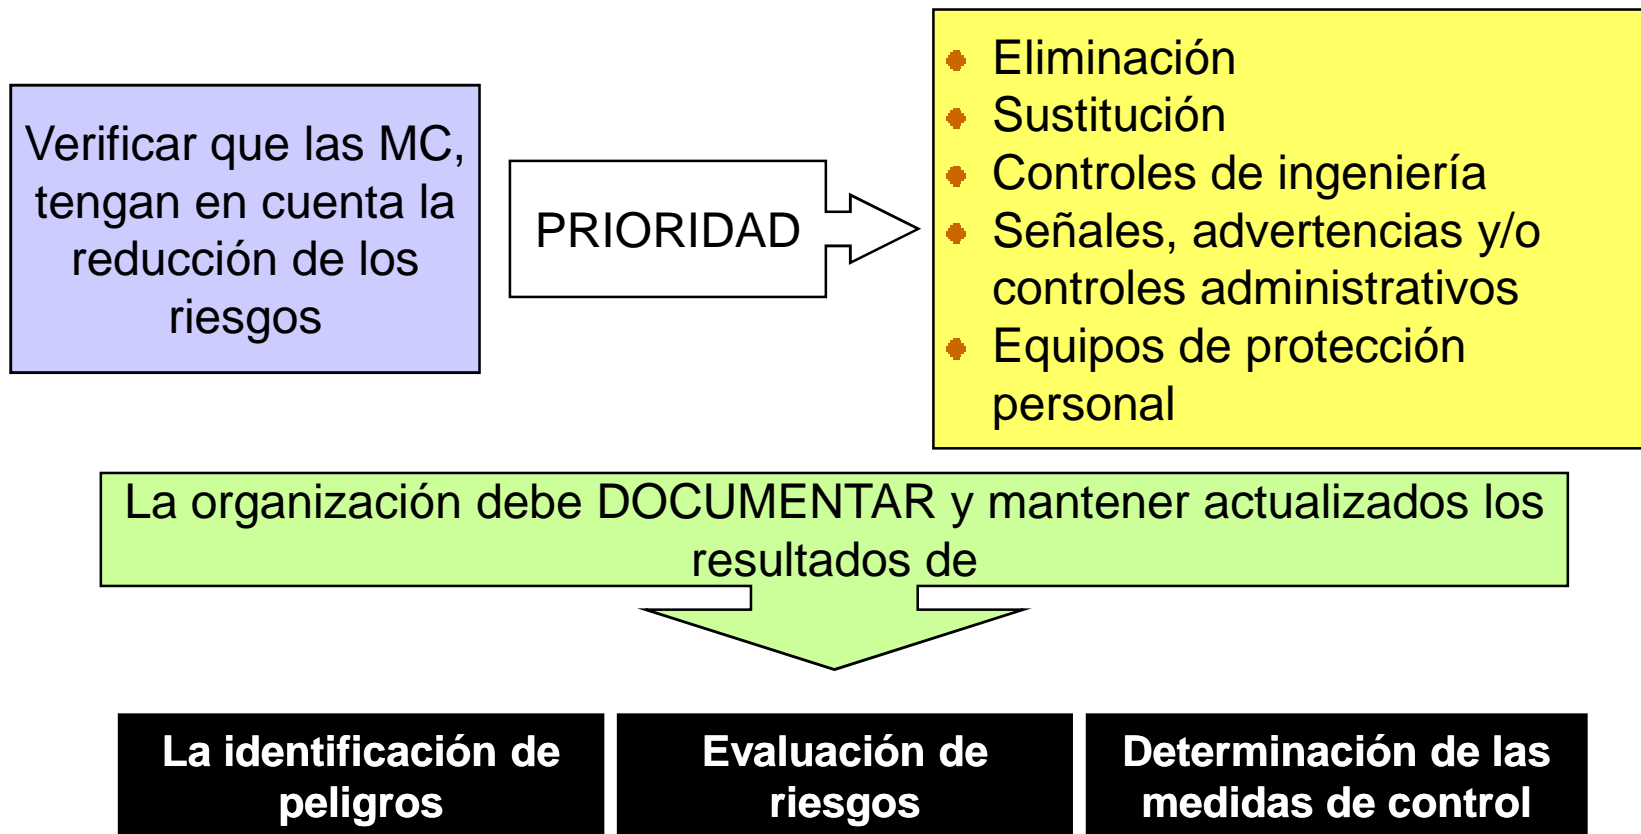 Verificar que las MC,
tengan en cuenta la
reducción de los
riesgos
PRIORIDAD
Eliminación
Sustitución
Controles de ingeniería
Señales, advertencias y/o
controles administrativos
Equipos de protección
personal
La organización debe DOCUMENTAR y mantener actualizados los
resultados de
La identificación de
peligros
Evaluación de
riesgos
Determinación de las
medidas de control